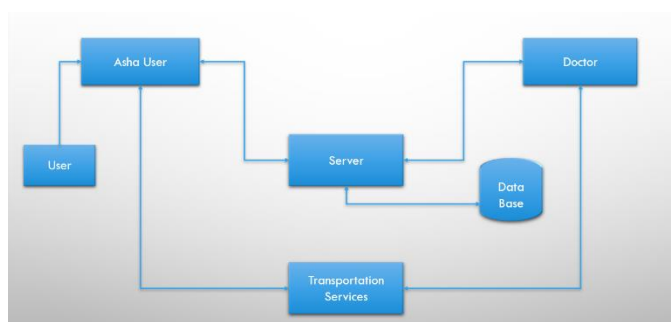 Asha User
Doctor
User
Server
Data
Base
Transportation
Services